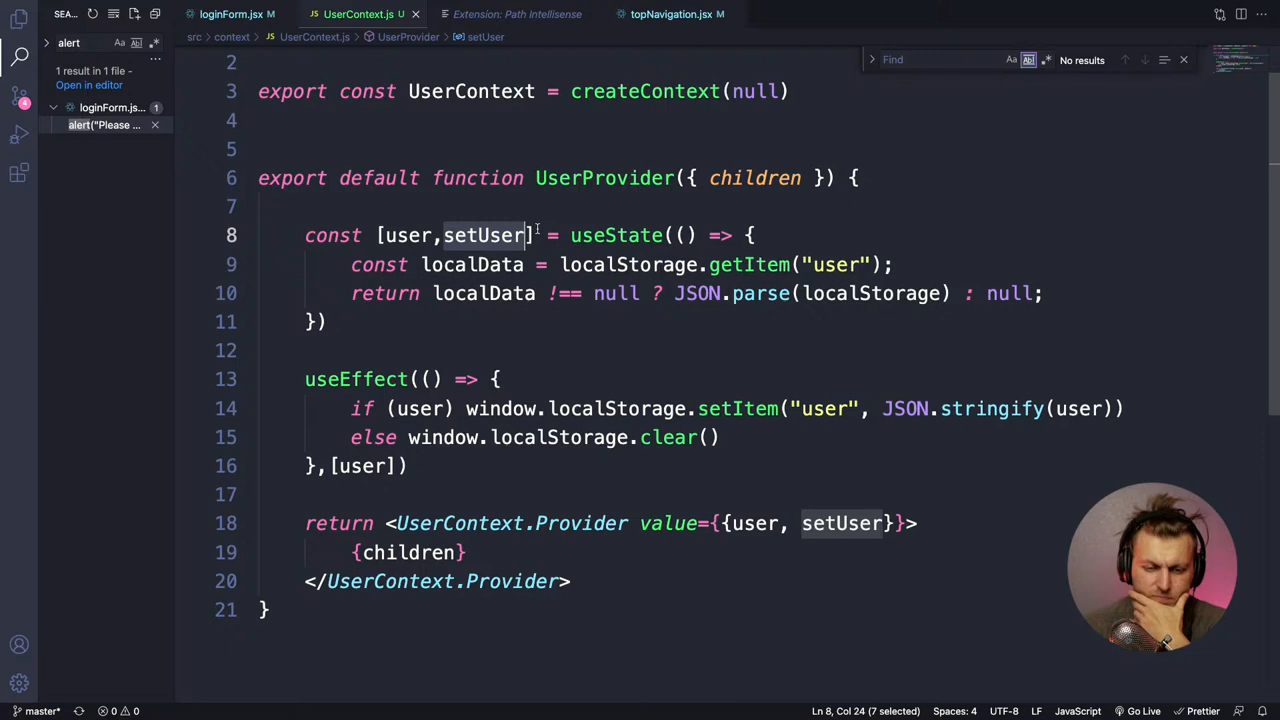 loginForm.jsx M
UserContext.js U
Extension: Path Intellisense
topNavigation.jsx M
SEA...
alert
Aa
1 result in 1 file -
Open in editor
loginForm.js... 1
alert("Please ...
4
src > context > UserContext.js > UserProvider > setUser
Find
Aa
No results
2
3 export const UserContext = createContext(null)
4
5
6 export default function UserProvider({ children }) {
7
8 const [user,setUser] = useState(() => {
9 const localData = localStorage.getItem("user");
10 return localData !== null ? JSON.parse(localStorage) : null;
11 })
12
13 useEffect(() => {
14 if (user) window.localStorage.setItem("user", JSON.stringify(user))
15 else window.localStorage.clear()
16 },[user])
17
18 return <UserContext.Provider value={{user, setUser}}>
19 {children}
20 </UserContext.Provider>
21 }
master* 0 0 Ln 8, Col 24 (7 selected) Spaces: 4 UTF-8 LF JavaScript Go Live Prettier